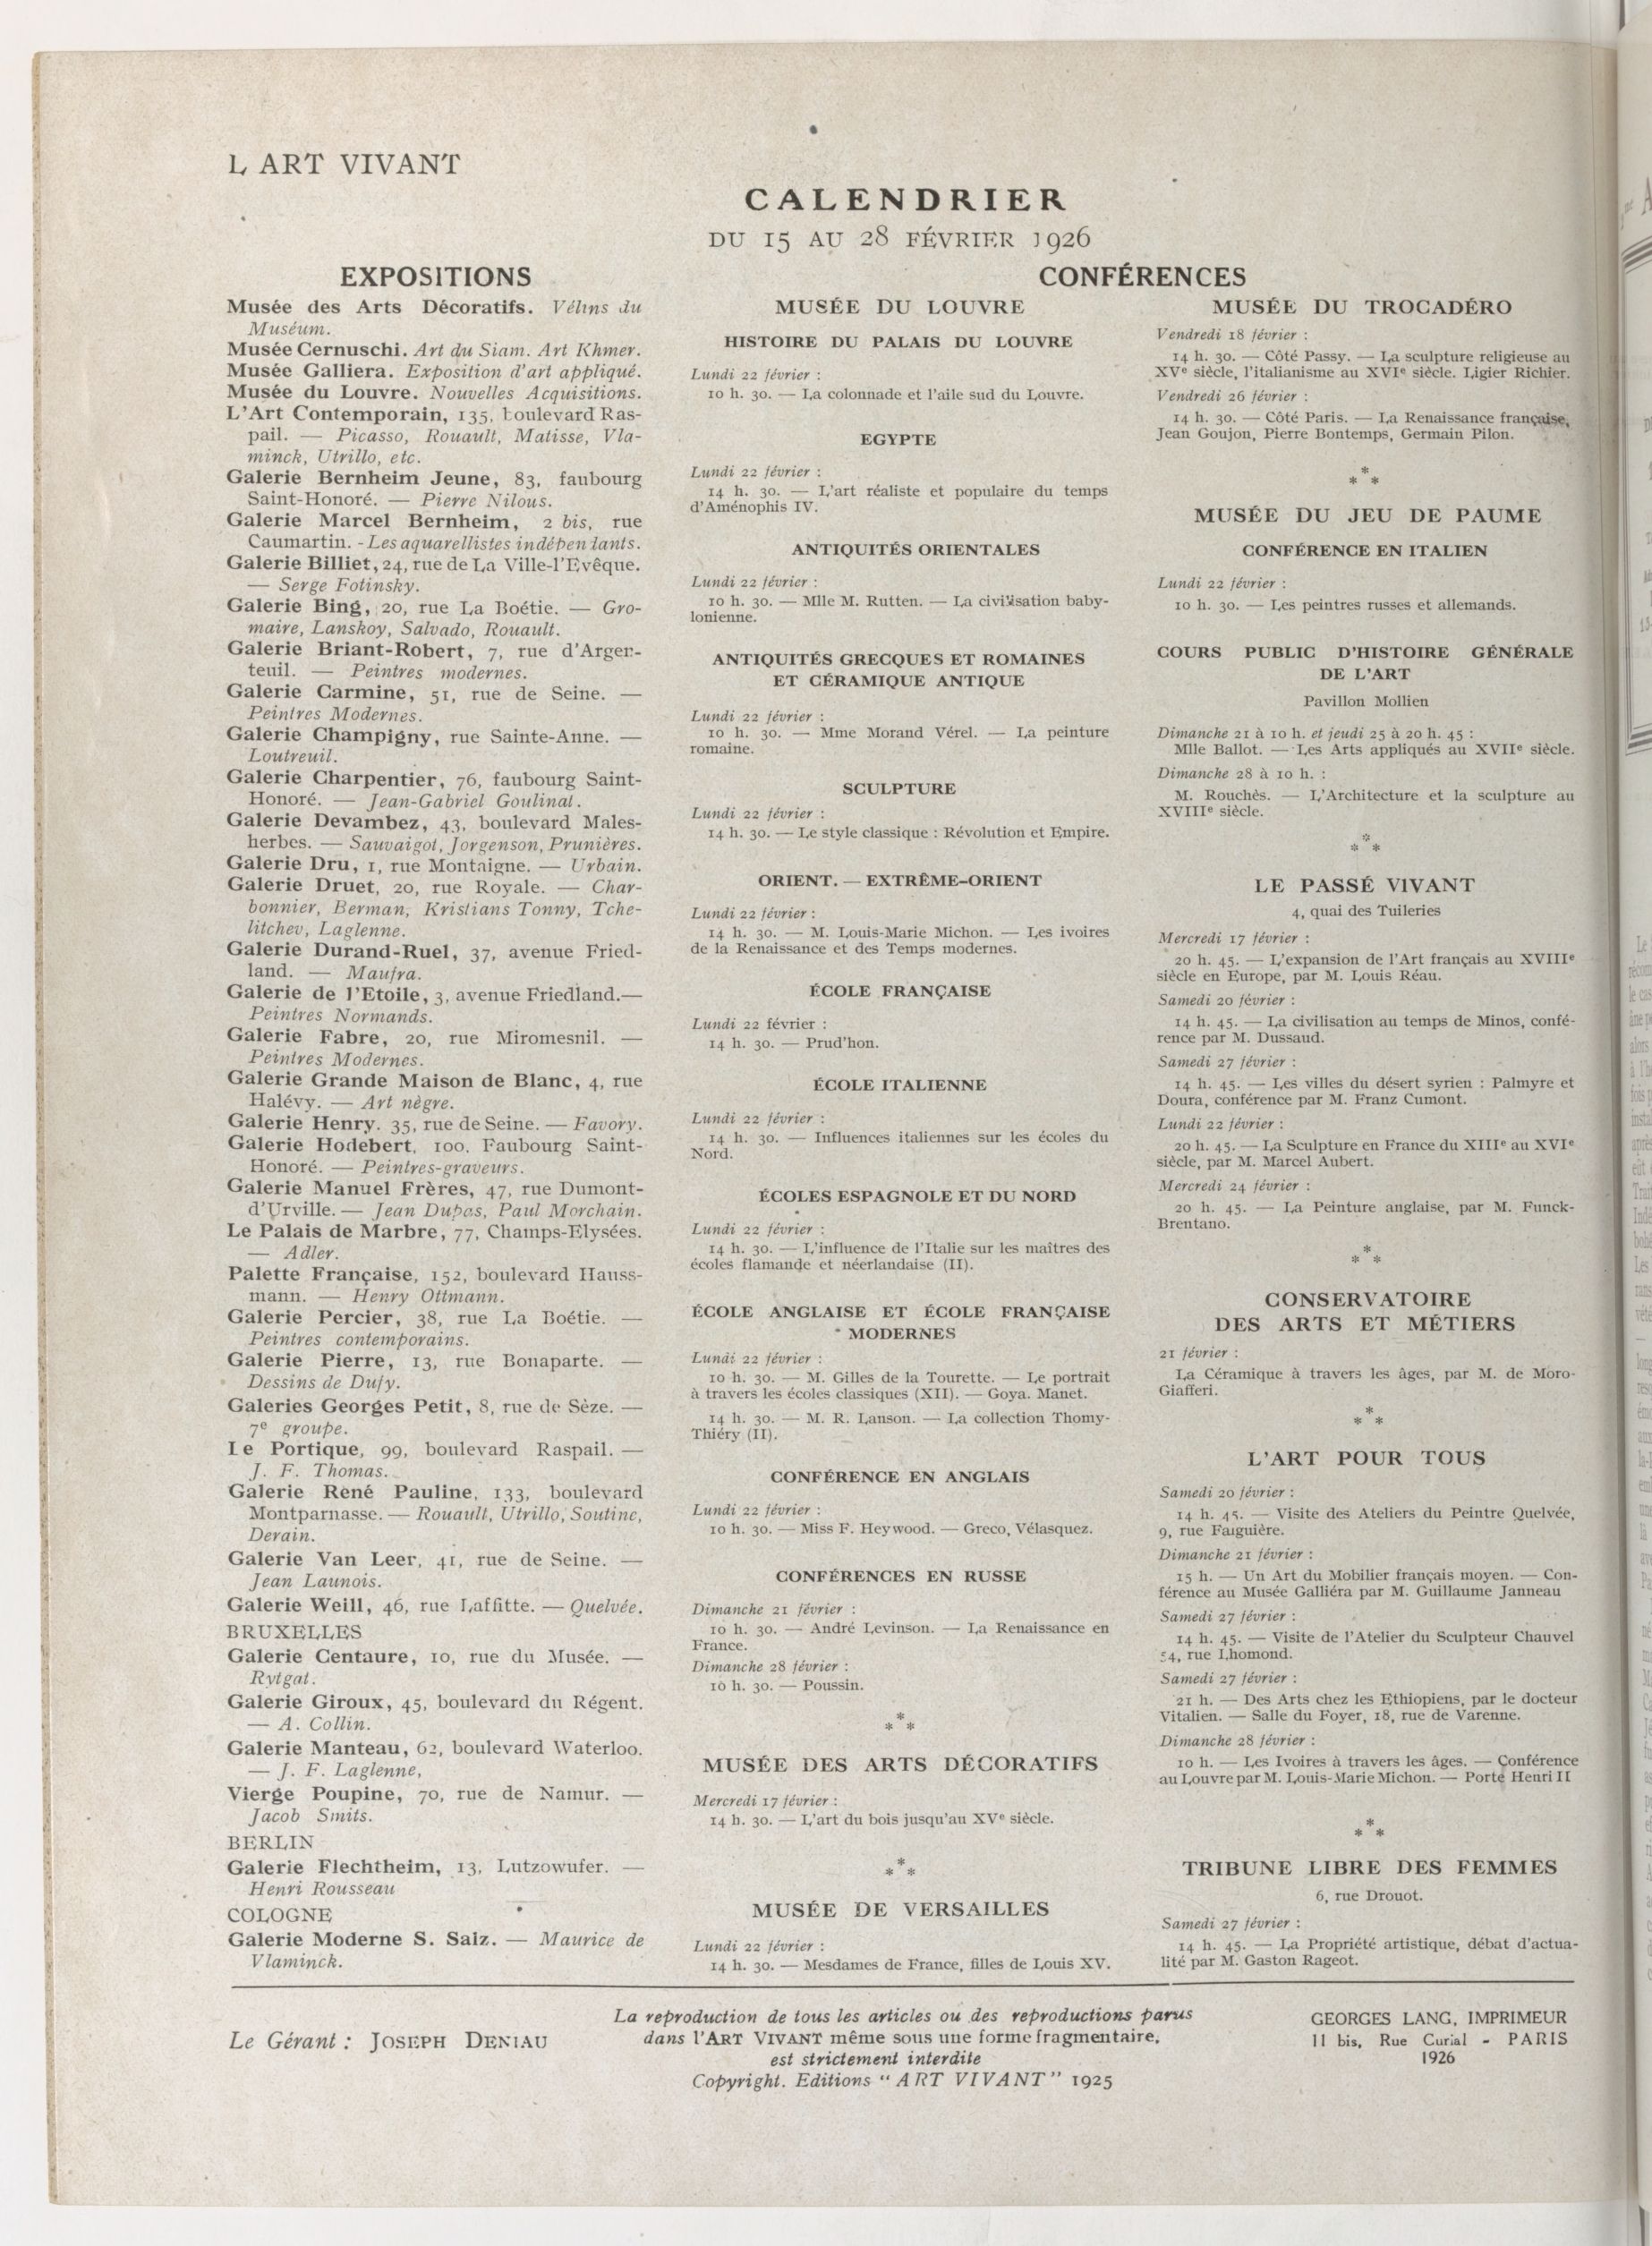 L ART VIVANT
CALENDRIER
DU 15 AU 28 FÉVRIER 1926
EXPOSITIONS
Musée des Arts Décoratifs. Vélins du
Muséum.
Musée Cernuschi. Art du Siam. Art Khmer.
Musée Galliera. Exposition d'art appliqué.
Musée du Louvre. Nouvelles Acquisitions.
L'Art Contemporain, 135, boulevard Ras-
pail. — Picasso, Rouault, Matisse, Vla-
minck, Utrillo, etc.
Galerie Bernheim Jeune, 83, faubourg
Saint-Honoré. — Pierre Nilous.
Galerie Marcel Bernheim, 2 bis, rue
Caumartin. - Les aquarellistes indépendants.
Galerie Billiet, 24, rue de La Ville-l'Evêque.
— Serge Fotinsky.
Galerie Bing, 20, rue La Boétie. — Gro-
maire, Lanskoy, Salvado, Rouault.
Galerie Briant-Robert, 7, rue d'Argen-
teuil. — Peintres modernes.
Galerie Carmine, 51, rue de Seine. —
Peintres Modernes.
Galerie Champigny, rue Sainte-Anne. —
Loutreuil.
Galerie Charpentier, 76, faubourg Saint-
Honoré. — Jean-Gabriel Goulinat.
Galerie Devambez, 43, boulevard Males-
herbes. — Sauvaigot, Jorgenson, Prunières.
Galerie Dru, 1, rue Montaigne. — Urbain.
Galerie Druet, 20, rue Royale. — Char-
bonnier, Berman, Kristians Tonny, Tche-
litchev, Laglenne.
Galerie Durand-Ruel, 37, avenue Fried-
land. — Maufra.
Galerie de l'Etoile, 3, avenue Friedland.—
Peintres Normands.
Galerie Fabre, 20, rue Miromesnil. —
Peintres Modernes.
Galerie Grande Maison de Blanc, 4, rue
Halévy. — Art nègre.
Galerie Henry. 35, rue de Seine. — Favory.
Galerie Hodebert, 100, Faubourg Saint-
Honoré. — Peintres-graveurs.
Galerie Manuel Frères, 47, rue Dumont-
d'Urville. — Jean Dupas, Paul Morchain.
Le Palais de Marbre, 77, Champs-Elysées.
— Adler.
Palette Française, 152, boulevard Hauss-
mann. — Henry Ottmann.
Galerie Percier, 38, rue La Boétie. —
Peintres contemporains.
Galerie Pierre, 13, rue Bonaparte. —
Dessins de Dufy.
Galeries Georges Petit, 8, rue de Sèze. —
7e groupe.
Le Portique, 99, boulevard Raspail. —
J. F. Thomas.
Galerie René Pauline, 133, boulevard
Montparnasse. — Rouault, Utrillo, Soutine,
Derain.
Galerie Van Leer, 41, rue de Seine. —
Jean Launois.
Galerie Weill, 46, rue Laffitte. — Quelvée.
BRUXELLES
Galerie Centaure, 10, rue du Musée. —
Rytgat.
Galerie Giroux, 45, boulevard du Régent.
— A. Collin.
Galerie Manteau, 62, boulevard Waterloo.
— J. F. Laglenne,
Vierge Poupine, 70, rue de Namur. —
Jacob Smits.
BERLIN
Galerie Flechtheim, 13, Lutzowufer. —
Henri Rousseau
COLOGNE
Galerie Moderne S. Salz. — Maurice de
Vlaminck.
CONFÉRENCES
MUSÉE DU LOUVRE
HISTOIRE DU PALAIS DU LOUVRE
Lundi 22 février :
10 h. 30. — La colonnade et l'aile sud du Louvre.
EGYPTE
Lundi 22 février :
14 h. 30. — L'art réaliste et populaire du temps
d'Aménophis IV.
ANTIQUITÉS ORIENTALES
Lundi 22 février :
10 h. 30. — Mlle M. Rutten. — La civilisation baby-
lonienne.
ANTIQUITÉS GRECQUES ET ROMAINES
ET CÉRAMIQUE ANTIQUE
Lundi 22 février :
10 h. 30. — Mme Morand Vérel. — La peinture
romaine.
SCULPTURE
Lundi 22 février :
14 h. 30. — Le style classique : Révolution et Empire.
ORIENT. — EXTRÊME-ORIENT
Lundi 22 février :
14 h. 30. — M. Louis-Marie Michon. — Les ivoires
de la Renaissance et des Temps modernes.
ÉCOLE FRANÇAISE
Lundi 22 février :
14 h. 30. — Prud'hon.
ÉCOLE ITALIENNE
Lundi 22 février :
14 h. 30. — Influences italiennes sur les écoles du
Nord.
ÉCOLES ESPAGNOLE ET DU NORD
Lundi 22 février :
14 h. 30. — L'influence de l'Italie sur les maîtres des
écoles flamande et néerlandaise (II).
ÉCOLE ANGLAISE ET ÉCOLE FRANÇAISE
MODERNES
Lundi 22 février :
10 h. 30. — M. Gilles de la Tourette. — Le portrait
à travers les écoles classiques (XII). — Goya. Manet.
14 h. 30. — M. R. Lanson. — La collection Thomy-
Thiéry (II).
CONFÉRENCE EN ANGLAIS
Lundi 22 février :
10 h. 30. — Miss F. Heywood. — Greco, Vélasquez.
CONFÉRENCES EN RUSSE
Dimanche 21 février :
10 h. 30. — André Levinson. — La Renaissance en
France.
Dimanche 28 février :
10 h. 30. — Poussin.
* * *
MUSÉE DES ARTS DÉCORATIFS
Mercredi 17 février :
14 h. 30. — L'art du bois jusqu'au XVe siècle.
* * *
MUSÉE DE VERSAILLES
Lundi 22 février :
14 h. 30. — Mesdames de France, filles de Louis XV.
MUSÉE DU TROCADÉRO
Vendredi 18 février :
14 h. 30. — Côté Passy. — La sculpture religieuse au
XVe siècle, l'italianisme au XVIe siècle. Ligier Richier.
Vendredi 26 février :
14 h. 30. — Côté Paris. — La Renaissance française,
Jean Goujon, Pierre Bontemps, Germain Pilon.
* * *
MUSÉE DU JEU DE PAUME
CONFÉRENCE EN ITALIEN
Lundi 22 février :
10 h. 30. — Les peintres russes et allemands.
COURS PUBLIC D'HISTOIRE GÉNÉRALE
DE L'ART
Pavillon Mollien
Dimanche 21 à 10 h. et jeudi 25 à 20 h. 45 :
Mlle Ballot. — Les Arts appliqués au XVIIe siècle.
Dimanche 28 à 10 h. :
M. Rouchès. — L'Architecture et la sculpture au
XVIIIe siècle.
* * *
LE PASSÉ VIVANT
4, quai des Tuileries
Mercredi 17 février :
20 h. 45. — L'expansion de l'Art français au XVIIIe
siècle en Europe, par M. Louis Réau.
Samedi 20 février :
14 h. 45. — La civilisation au temps de Minos, confé-
rence par M. Dussaud.
Samedi 27 février :
14 h. 45. — Les villes du désert syrien : Palmyre et
Doura, conférence par M. Franz Cumont.
Lundi 22 février :
20 h. 45. — La Sculpture en France du XIIIe au XVIe
siècle, par M. Marcel Aubert.
Mercredi 24 février :
20 h. 45. — La Peinture anglaise, par M. Funck-
Brentano.
* * *
CONSERVATOIRE
DES ARTS ET MÉTIERS
21 février :
La Céramique à travers les âges, par M. de Moro-
Giafferi.
* * *
L'ART POUR TOUS
Samedi 20 février :
14 h. 45. — Visite des Ateliers du Peintre Quelvée,
9, rue Falguière.
Dimanche 21 février :
15 h. — Un Art du Mobilier français moyen. — Con-
férence au Musée Galliéra par M. Guillaume Janneau
Samedi 27 février :
14 h. 45. — Visite de l'Atelier du Sculpteur Chauvel
54, rue Lhomond.
Samedi 27 février :
21 h. — Des Arts chez les Ethiopiens, par le docteur
Vitalien. — Salle du Foyer, 18, rue de Varenne.
Dimanche 28 février :
10 h. — Les Ivoires à travers les âges. — Conférence
au Louvre par M. Louis-Marie Michon. — Porte Henri II
* * *
TRIBUNE LIBRE DES FEMMES
6, rue Drouot.
Samedi 27 février :
14 h. 45. — La Propriété artistique, débat d'actua-
lité par M. Gaston Rageot.
Le Gérant : JOSEPH DENIAU
La reproduction de tous les articles ou des reproductions parus
dans l'ART VIVANT même sous une forme fragmentaire,
est strictement interdite
Copyright. Editions “ ART VIVANT ” 1925
GEORGES LANG, IMPRIMEUR
11 bis, Rue Curial - PARIS
1926